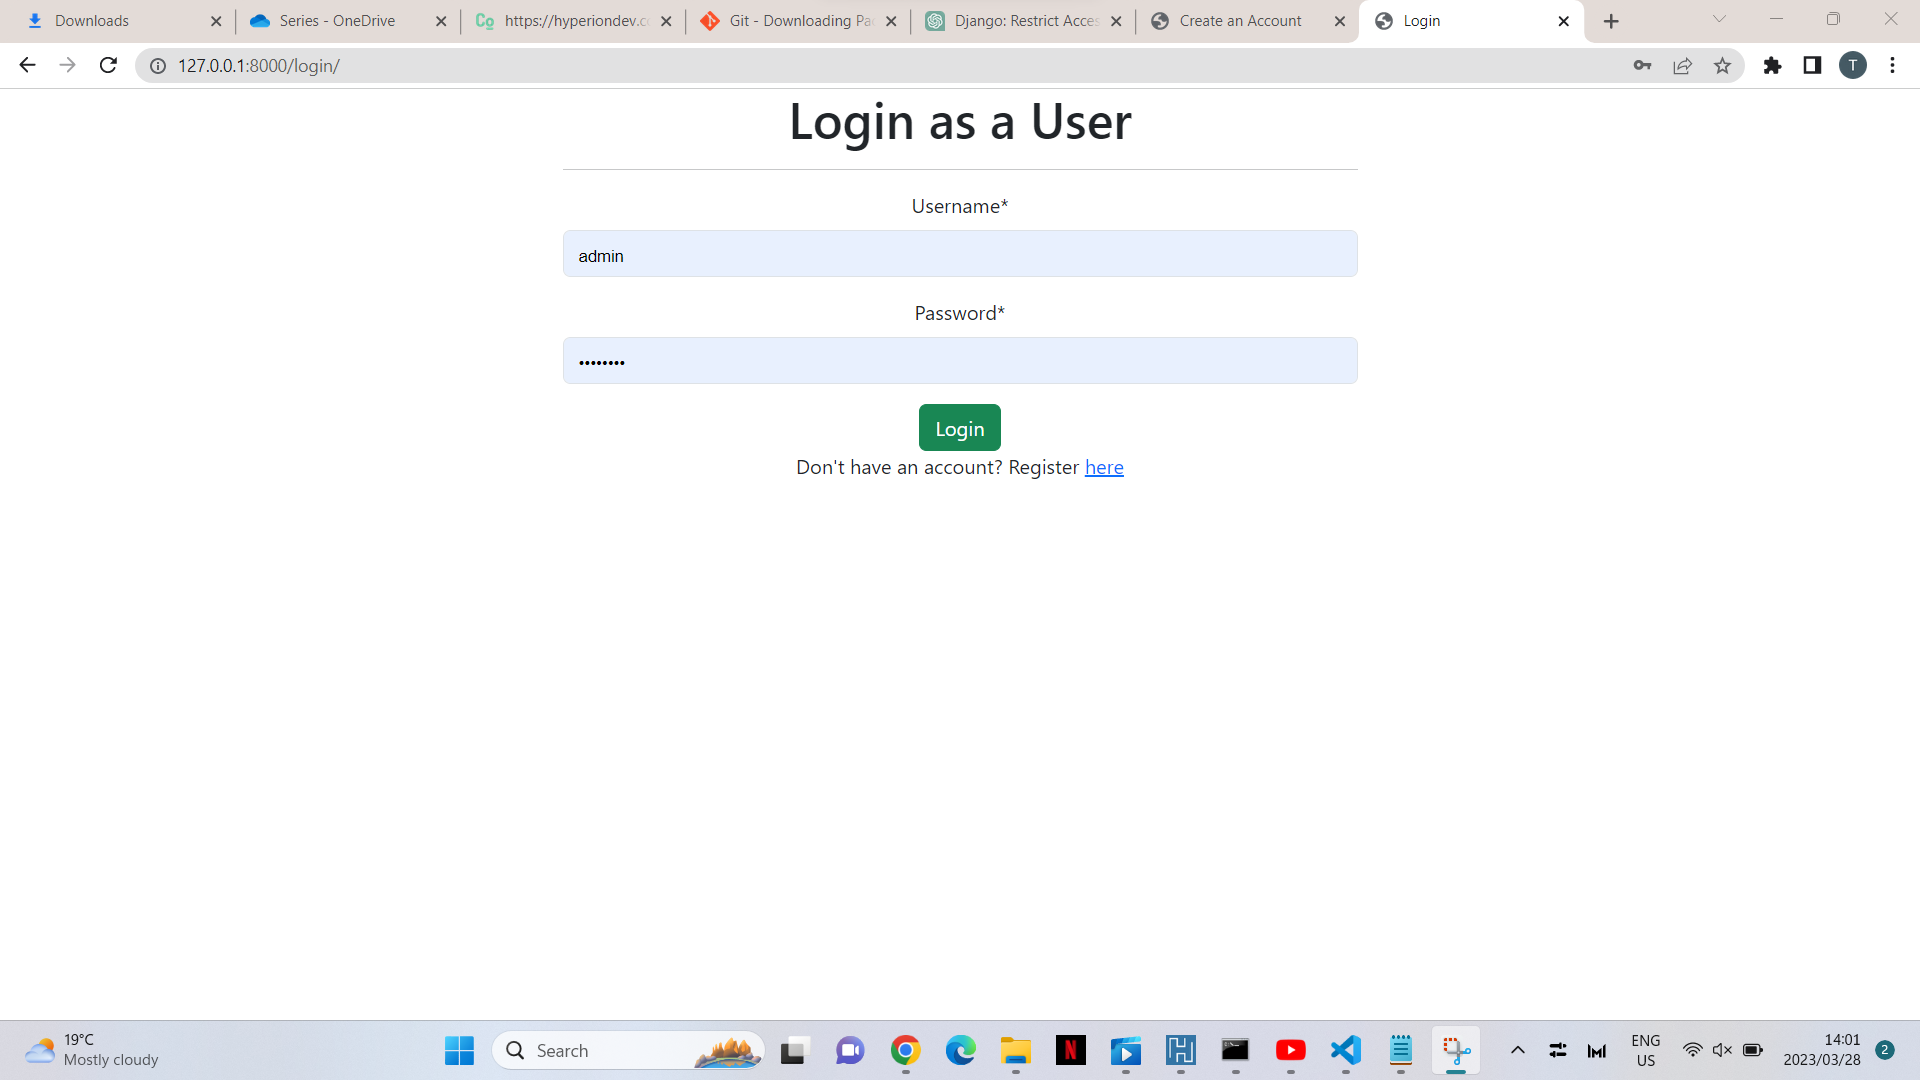 Downloads
Series - OneDrive
https://hyperiondev.c
Git - Downloading Pac
Django: Restrict Acces
Create an Account
Login
127.0.0.1:8000/login/
T
Login as a User
Username*
admin
Password*
••••••••
Login
Don't have an account? Register here
19°C
Mostly cloudy
Search
N
H
ENG
US
14:01
2023/03/28
2